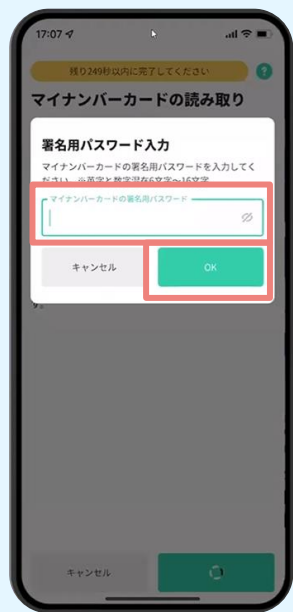 17:07
残り249秒以内に完了してください
?
マイナンバーカードの読み取り
署名用パスワード入力
マイナンバーカードの署名用パスワードを入力してく
ださい。※英字と数字混在6文字〜16文字
マイナンバーカードの署名用パスワード
キャンセル
OK
す。
キャンセル